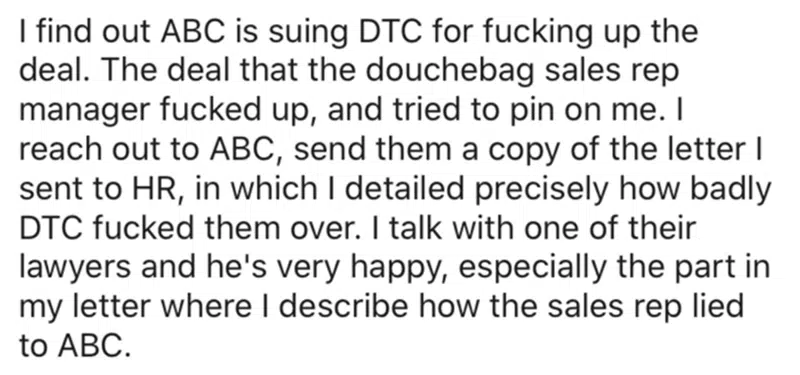 I find out ABC is suing DTC for fucking up the
deal. The deal that the douchebag sales rep
manager fucked up, and tried to pin on me. I
reach out to ABC, send them a copy of the letter I
sent to HR, in which I detailed precisely how badly
DTC fucked them over. I talk with one of their
lawyers and he's very happy, especially the part in
my letter where I describe how the sales rep lied
to ABC.